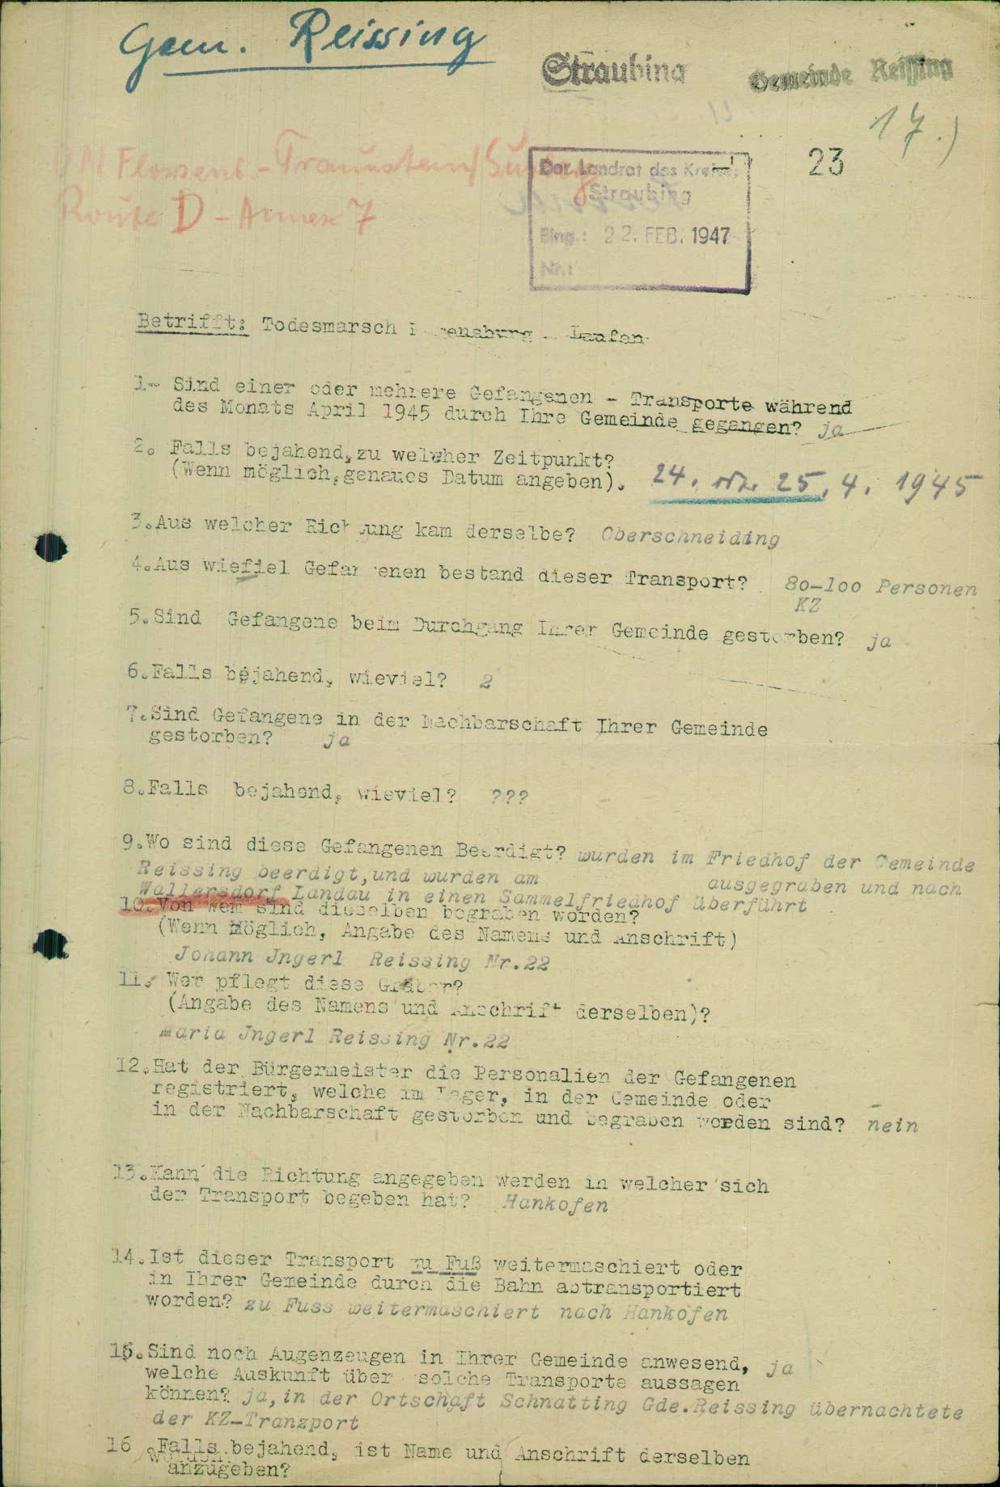 Gem. Reissing
Straubing Gemeinde Reissing
17.)
23
Flossenb. - Traunstein/
Route D - Annex 7
Der Landrat des Kreises
Straubing
Eing.: 22. FEB. 1947
Nr.:
Betrifft: Todesmarsch Laufen
1. Sind einer oder mehrere Gefangenen - Transporte während
des Monats April 1945 durch Ihre Gemeinde gegangen? ja
2. Falls bejahend, zu welcher Zeitpunkt?
(Wenn möglich, genaues Datum angeben). 24. 25. 4. 1945
3. Aus welcher Richtung kam derselbe? Oberschneiding
4. Aus wiefiel Gefangenen bestand dieser Transport? 80-100 Personen
KZ
5. Sind Gefangene beim Durchgang Ihrer Gemeinde gestorben? ja
6. Falls bejahend, wieviel? 2
7. Sind Gefangene in der Nachbarschaft Ihrer Gemeinde
gestorben? ja
8. Falls bejahend, wieviel? ???
9. Wo sind diese Gefangenen Beerdigt? wurden im Friedhof der Gemeinde
Reissing beerdigt, und wurden am ausgegraben und nach
Wallersdorf Landau in einen Sammelfriedhof überführt
10. Von wem sind dieselben begraben worden?
(Wenn Möglich, Angabe des Namens und Anschrift)
Johann Jngerl Reissing Nr.22
11. Wer pflegt diese Gräber?
(Angabe des Namens und Anschrift derselben)?
Maria Jngerl Reissing Nr.22
12. Hat der Bürgermeister die Personalien der Gefangenen
registriert, welche im Lager, in der Gemeinde oder
in der Nachbarschaft gestorben und begraben worden sind? nein
13. Kann die Richtung angegeben werden in welcher sich
der Transport begeben hat? Hankofen
14. Ist dieser Transport zu Fuß weitermaschiert oder
in Ihrer Gemeinde durch die Bahn abtransportiert
worden? zu Fuss weitermaschiert nach Hankofen
15. Sind noch Augenzeugen in Ihrer Gemeinde anwesend, ja
welche Auskunft über solche Transporte aussagen
können? ja, in der Ortschaft Schnatting Gde.Reissing übernachtete
der KZ-Tranzport
16 Falls bejahend, ist Name und Anschrift derselben
anzugeben?